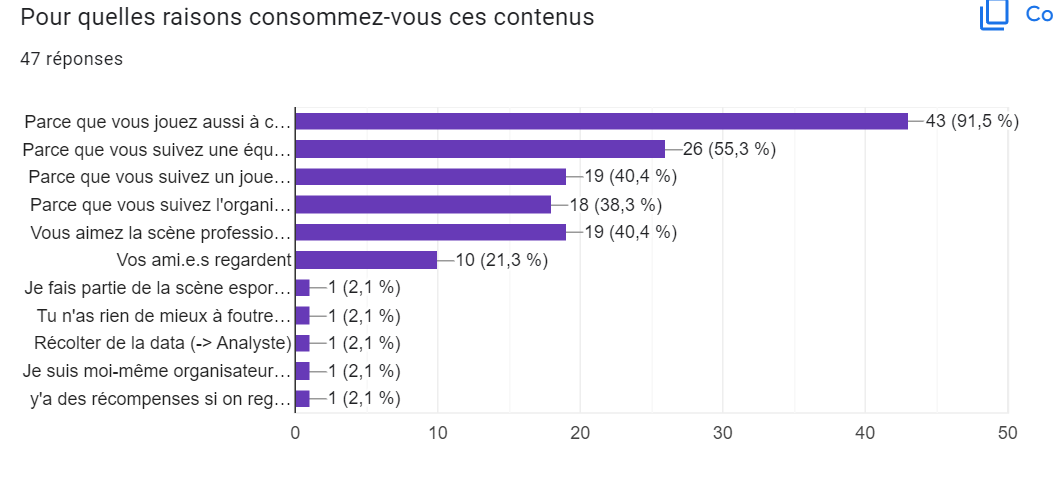 Pour quelles raisons consommez-vous ces contenus
Co
47 réponses
Parce que vous jouez aussi à c… 43 (91,5 %)
Parce que vous suivez une équ… 26 (55,3 %)
Parce que vous suivez un joue… 19 (40,4 %)
Parce que vous suivez l'organi… 18 (38,3 %)
Vous aimez la scène professio… 19 (40,4 %)
Vos ami.e.s regardent 10 (21,3 %)
Je fais partie de la scène espor… 1 (2,1 %)
Tu n'as rien de mieux à foutre… 1 (2,1 %)
Récolter de la data (-> Analyste) 1 (2,1 %)
Je suis moi-même organisateur… 1 (2,1 %)
y'a des récompenses si on reg… 1 (2,1 %)
0 10 20 30 40 50